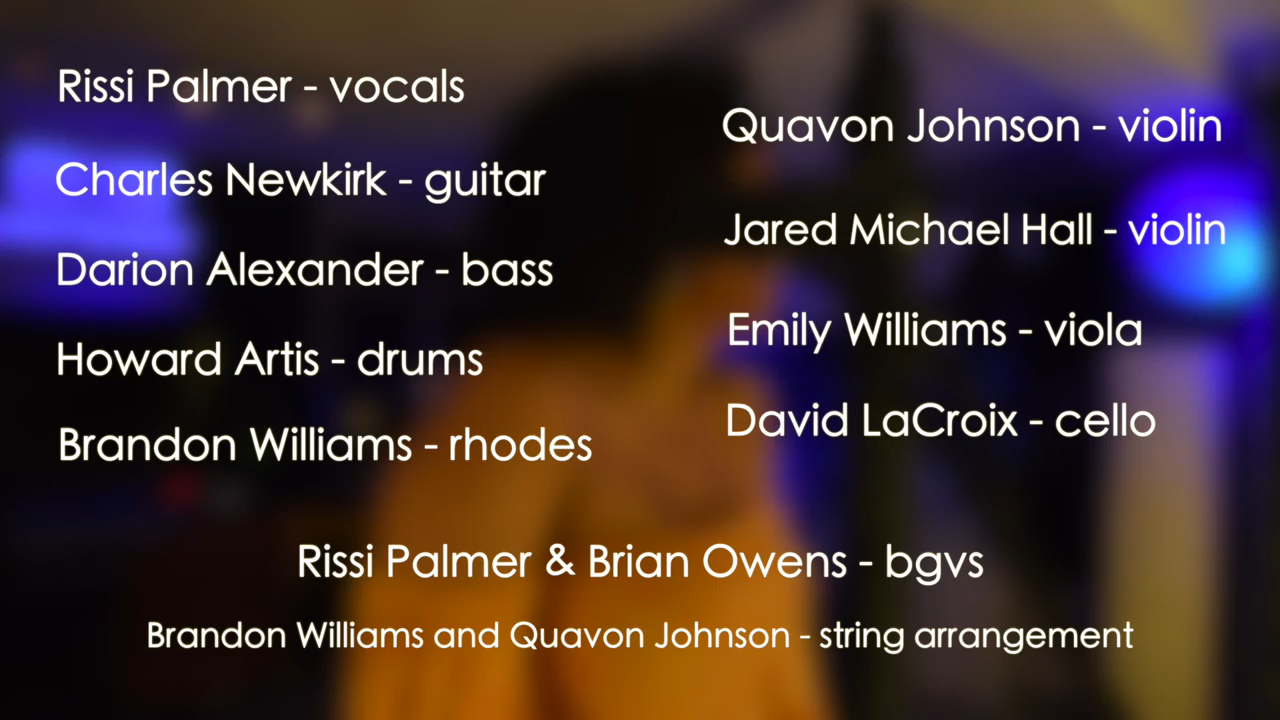 Rissi Palmer - vocals
Charles Newkirk - guitar
Darion Alexander - bass
Howard Artis - drums
Brandon Williams - rhodes
Quavon Johnson - violin
Jared Michael Hall - violin
Emily Williams - viola
David LaCroix - cello
Rissi Palmer & Brian Owens - bgvs
Brandon Williams and Quavon Johnson - string arrangement